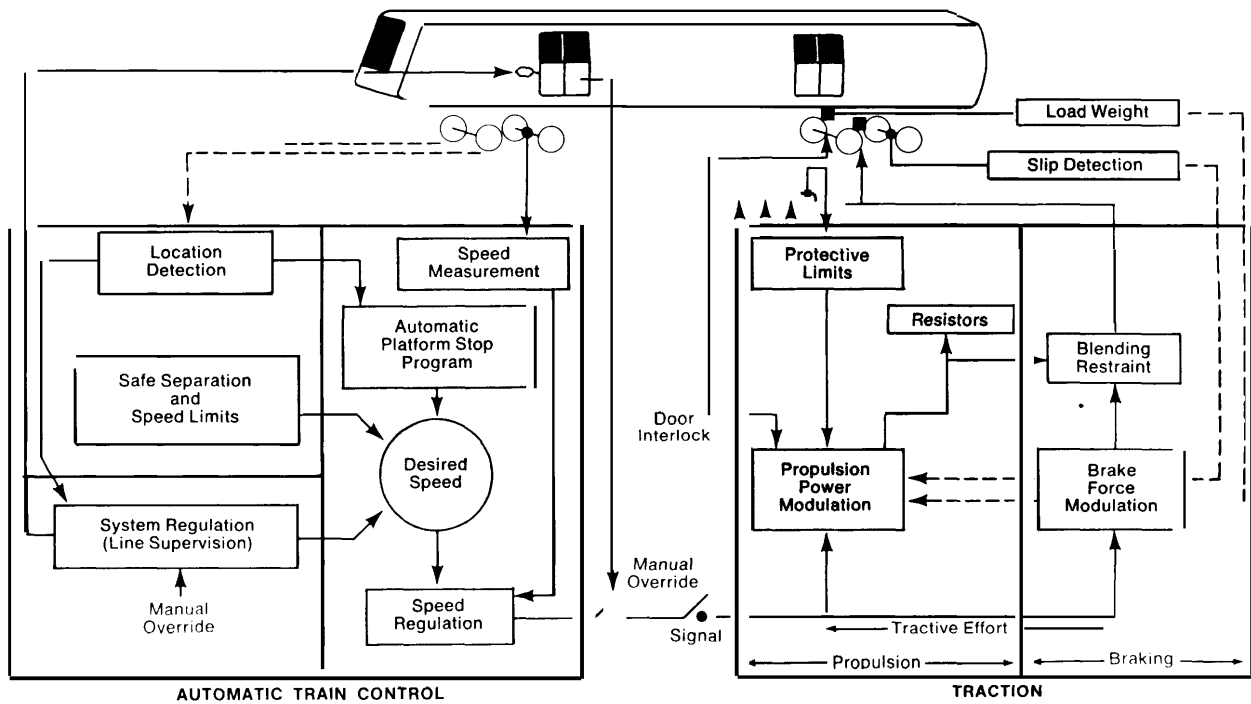 Load Weight
Slip Detection
Location
Detection
Speed
Measurement
Protective
Limits
Automatic
Platform Stop
Program
Resistors
Blending
Restraint
Safe Separation
and
Speed Limits
Door
Interlock
Desired
Speed
Propulsion
Power
Modulation
Brake
Force
Modulation
System Regulation
(Line Supervision)
Manual
Override
Manual
Override
Speed
Regulation
Signal
Tractive Effort
Propulsion
Braking
AUTOMATIC TRAIN CONTROL
TRACTION